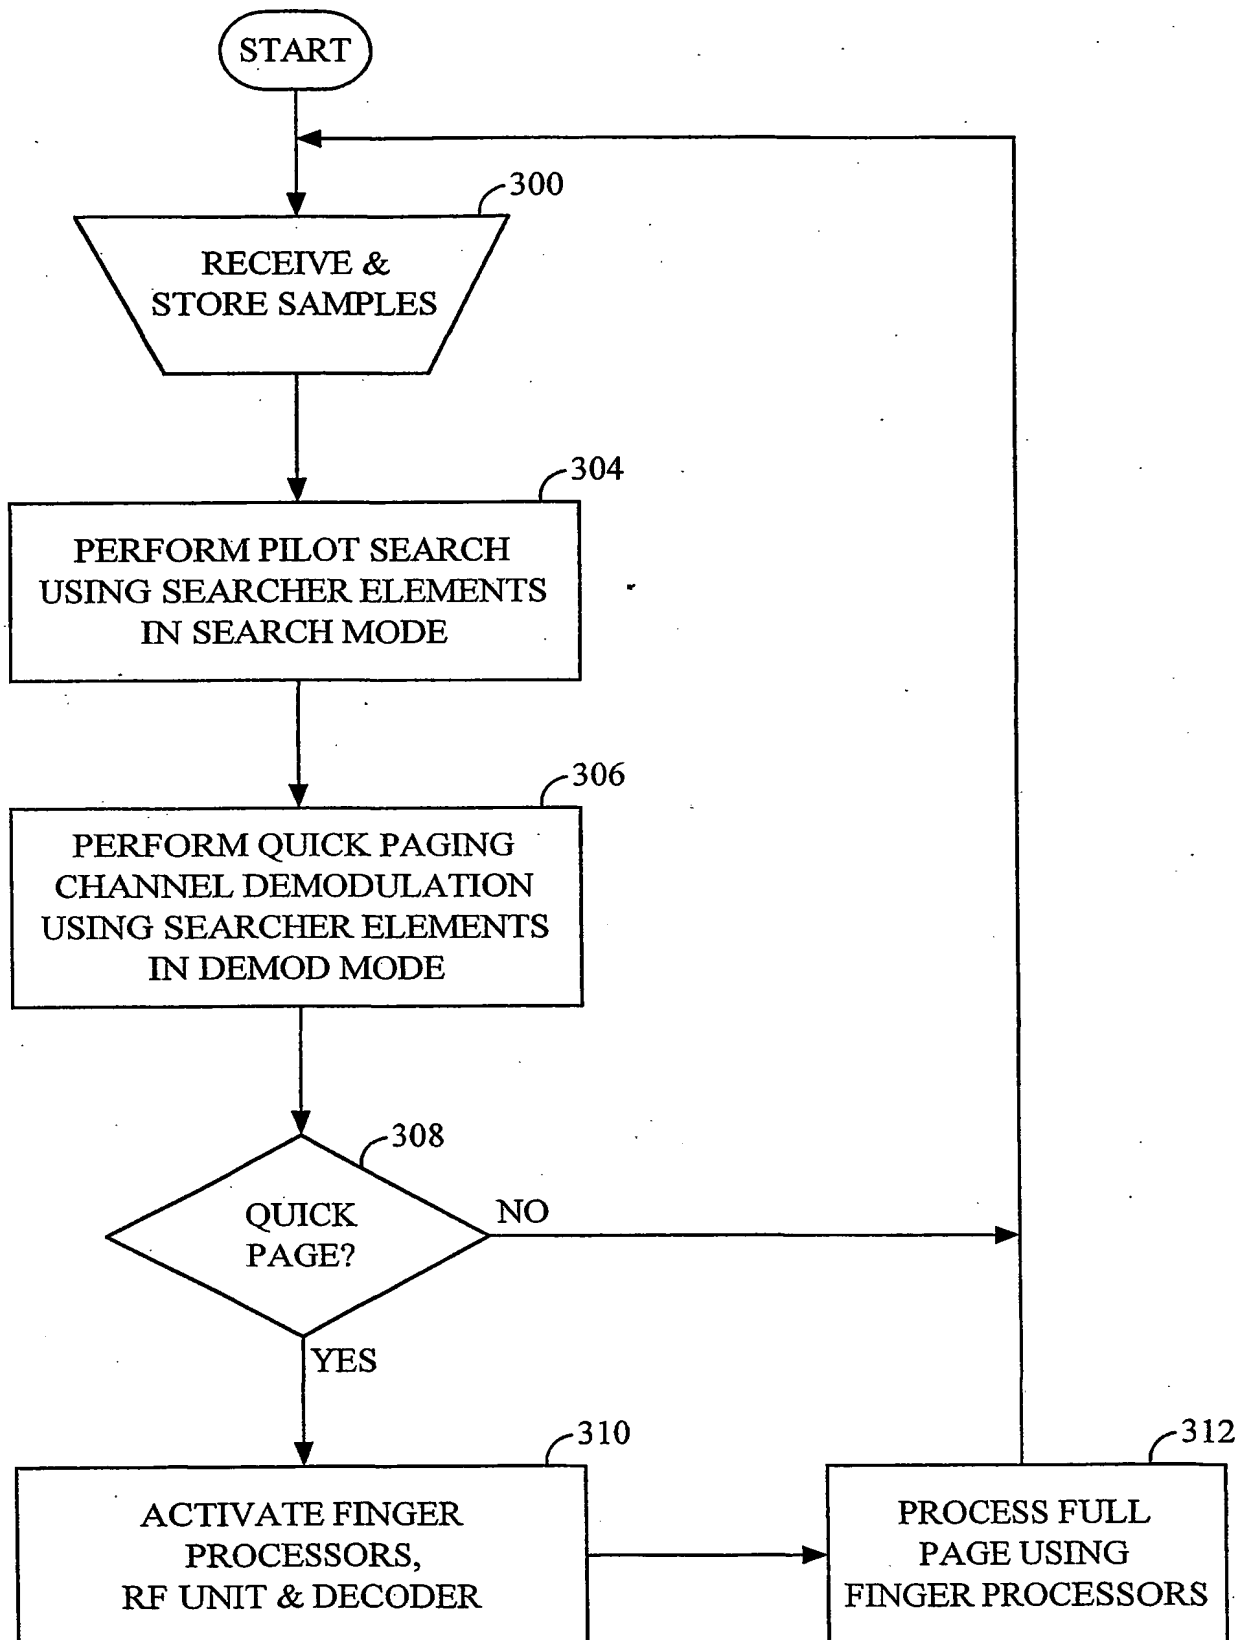 START
300
RECEIVE &
STORE SAMPLES
304
PERFORM PILOT SEARCH
USING SEARCHER ELEMENTS
IN SEARCH MODE
306
PERFORM QUICK PAGING
CHANNEL DEMODULATION
USING SEARCHER ELEMENTS
IN DEMOD MODE
308
QUICK
PAGE?
NO
YES
310
ACTIVATE FINGER
PROCESSORS,
RF UNIT & DECODER
312
PROCESS FULL
PAGE USING
FINGER PROCESSORS